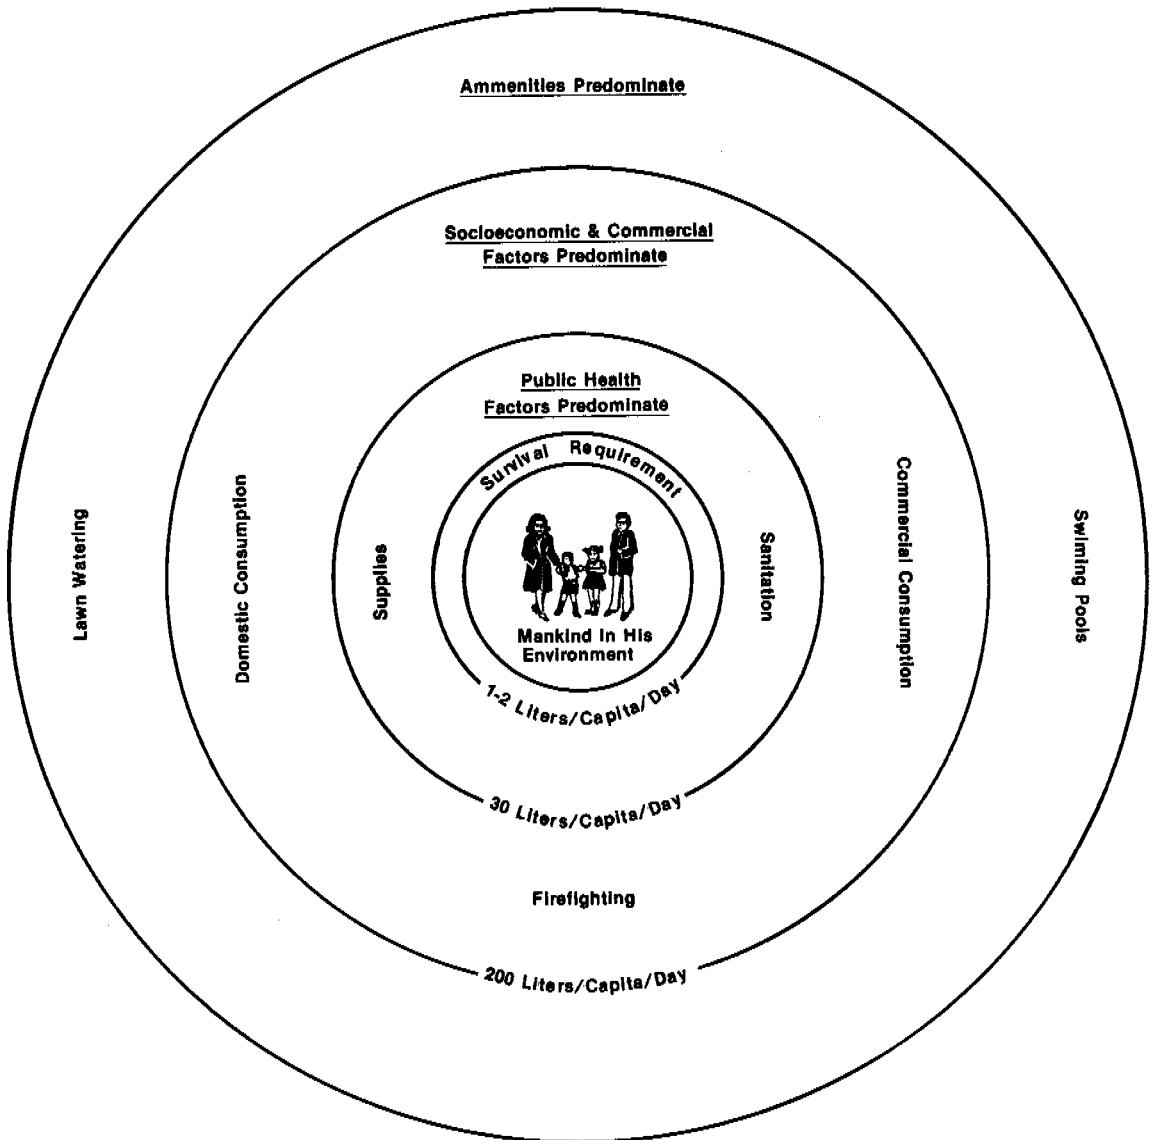 Ammenities Predominate
Socioeconomic & Commercial
Factors Predominate
Public Health
Factors Predominate
Survival Requirement
Lawn Watering
Domestic Consumption
Supplies
Sanitation
Commercial Consumption
Swiming Pools
Mankind In His
Environment
1-2 Liters/Capita/Day
30 Liters/Capita/Day
Firefighting
200 Liters/Capita/Day